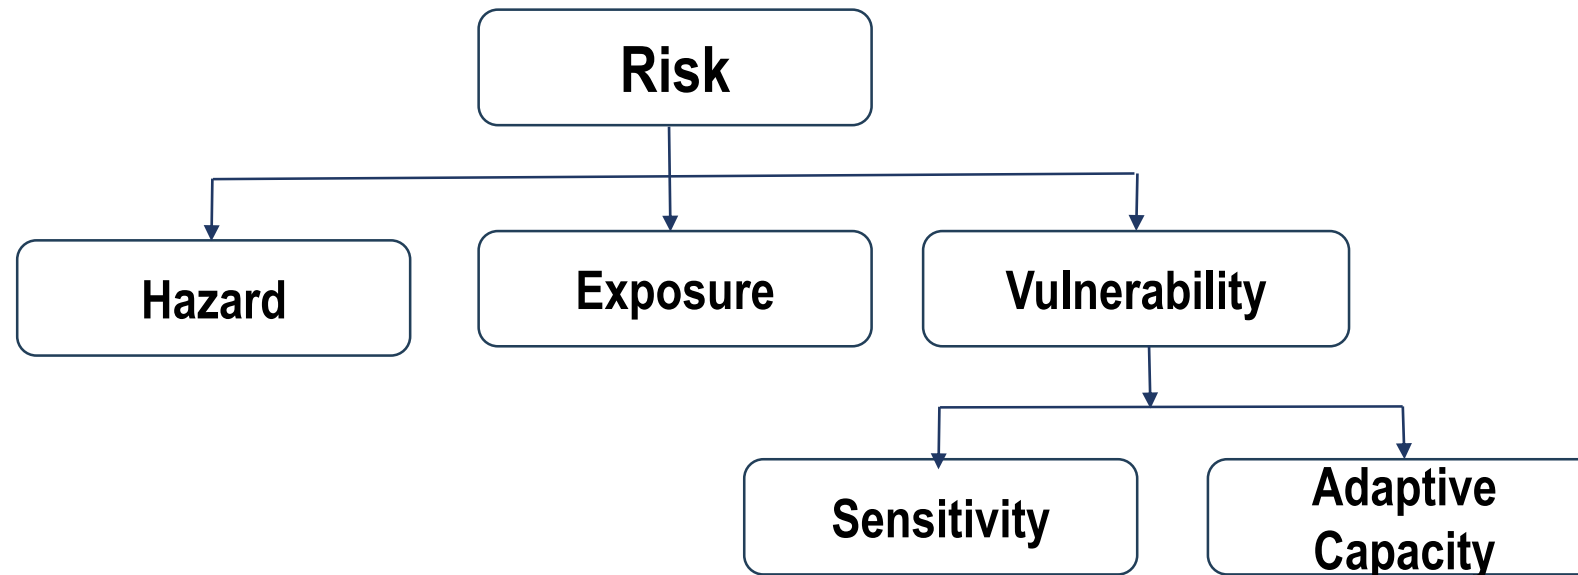 Risk
Hazard
Exposure
Vulnerability
Sensitivity
Adaptive
Capacity